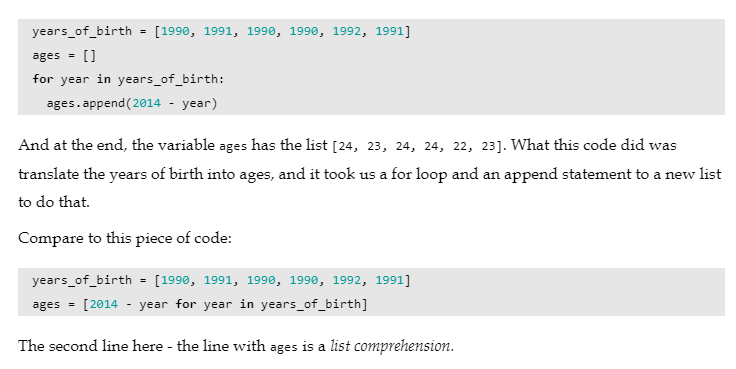 years_of_birth = [1990, 1991, 1990, 1990, 1992, 1991]
ages = []
for year in years_of_birth:
  ages.append(2014 - year)
And at the end, the variable ages has the list [24, 23, 24, 24, 22, 23]. What this code did was
translate the years of birth into ages, and it took us a for loop and an append statement to a new list
to do that.
Compare to this piece of code:
years_of_birth = [1990, 1991, 1990, 1990, 1992, 1991]
ages = [2014 - year for year in years_of_birth]
The second line here - the line with ages is a list comprehension.